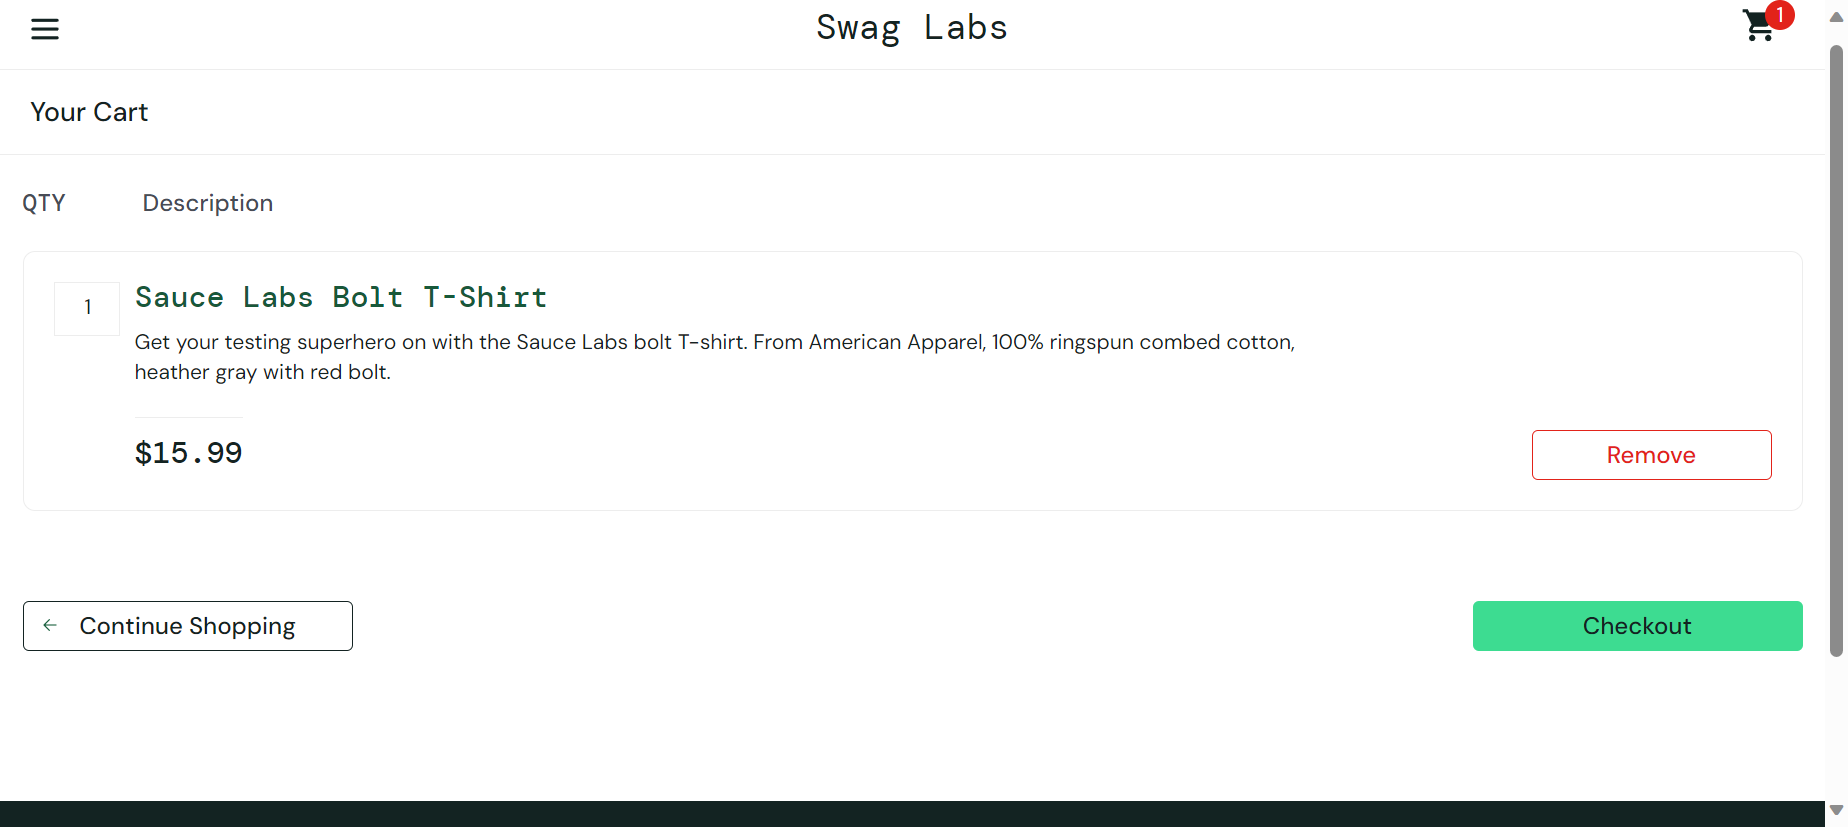 Swag Labs
1
Your Cart
QTY Description
1
Sauce Labs Bolt T-Shirt
Get your testing superhero on with the Sauce Labs bolt T-shirt. From American Apparel, 100% ringspun combed cotton,
heather gray with red bolt.
$15.99
Remove
Continue Shopping
Checkout